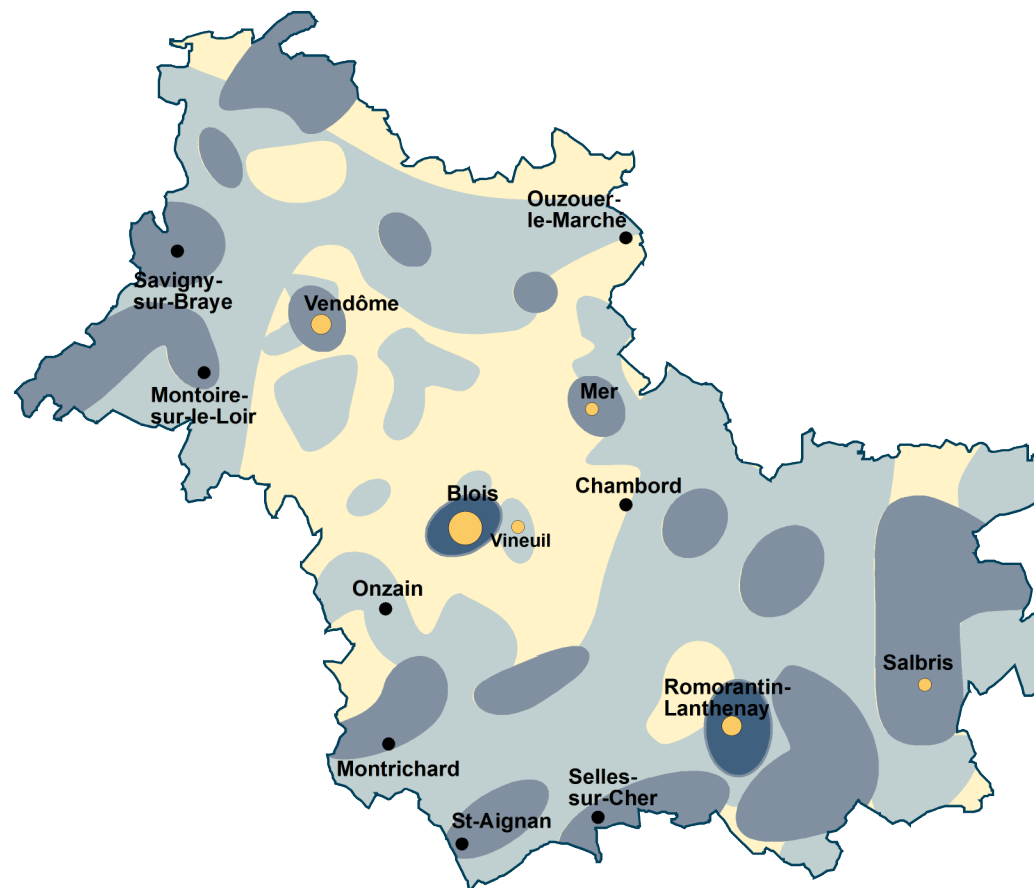 Ouzouer-
le-Marché
Savigny-
sur-Braye
Vendôme
Montoire-
sur-le-Loir
Mer
Blois
Chambord
Vineuil
Onzain
Salbris
Romorantin-
Lanthenay
Montrichard
Selles-
sur-Cher
St-Aignan